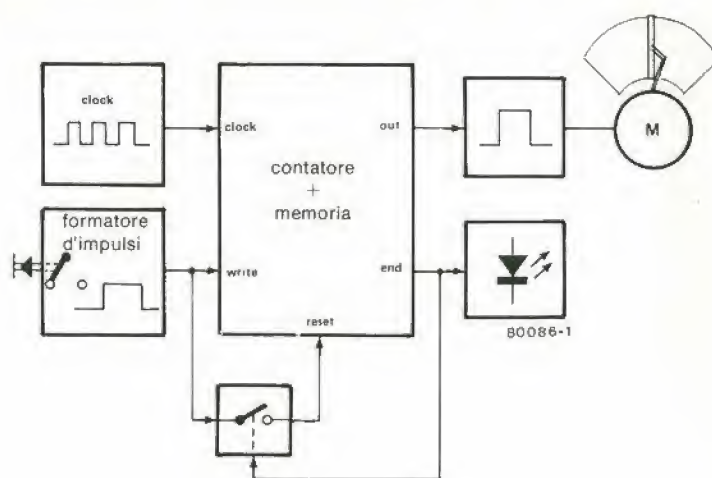 clock
clock
out
M
contatore
+
memoria
formatore
d'impulsi
write
end
reset
80086-1